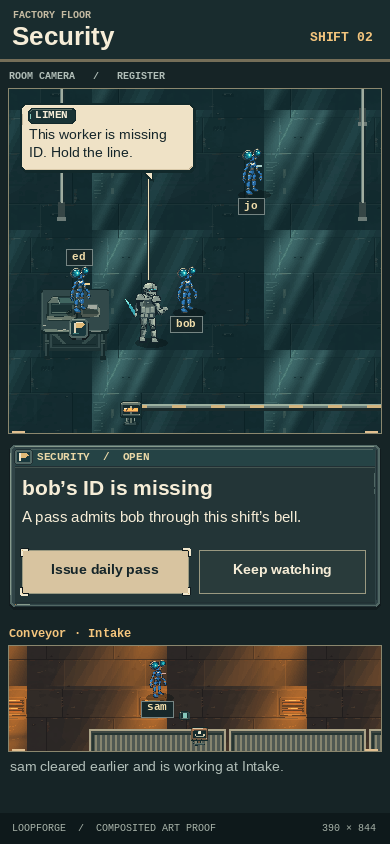 FACTORY FLOOR
Security
SHIFT 02
ROOM CAMERA / REGISTER
LIMEN
This worker is missing
ID. Hold the line.
jo
ed
bob
SECURITY / OPEN
bob’s ID is missing
A pass admits bob through this shift’s bell.
Issue daily pass
Keep watching
Conveyor · Intake
sam
sam cleared earlier and is working at Intake.
LOOPFORGE / COMPOSITED ART PROOF
390 × 844